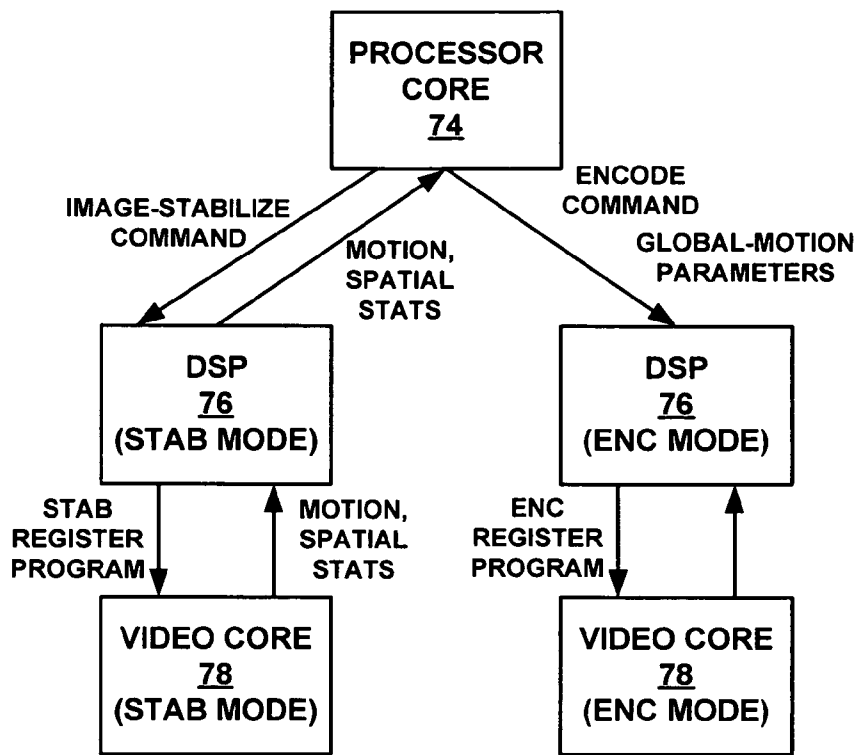 PROCESSOR
CORE
74
IMAGE-STABILIZE
COMMAND
MOTION,
SPATIAL
STATS
ENCODE
COMMAND
GLOBAL-MOTION
PARAMETERS
DSP
76
(STAB MODE)
DSP
76
(ENC MODE)
STAB
REGISTER
PROGRAM
MOTION,
SPATIAL
STATS
ENC
REGISTER
PROGRAM
VIDEO CORE
78
(STAB MODE)
VIDEO CORE
78
(ENC MODE)